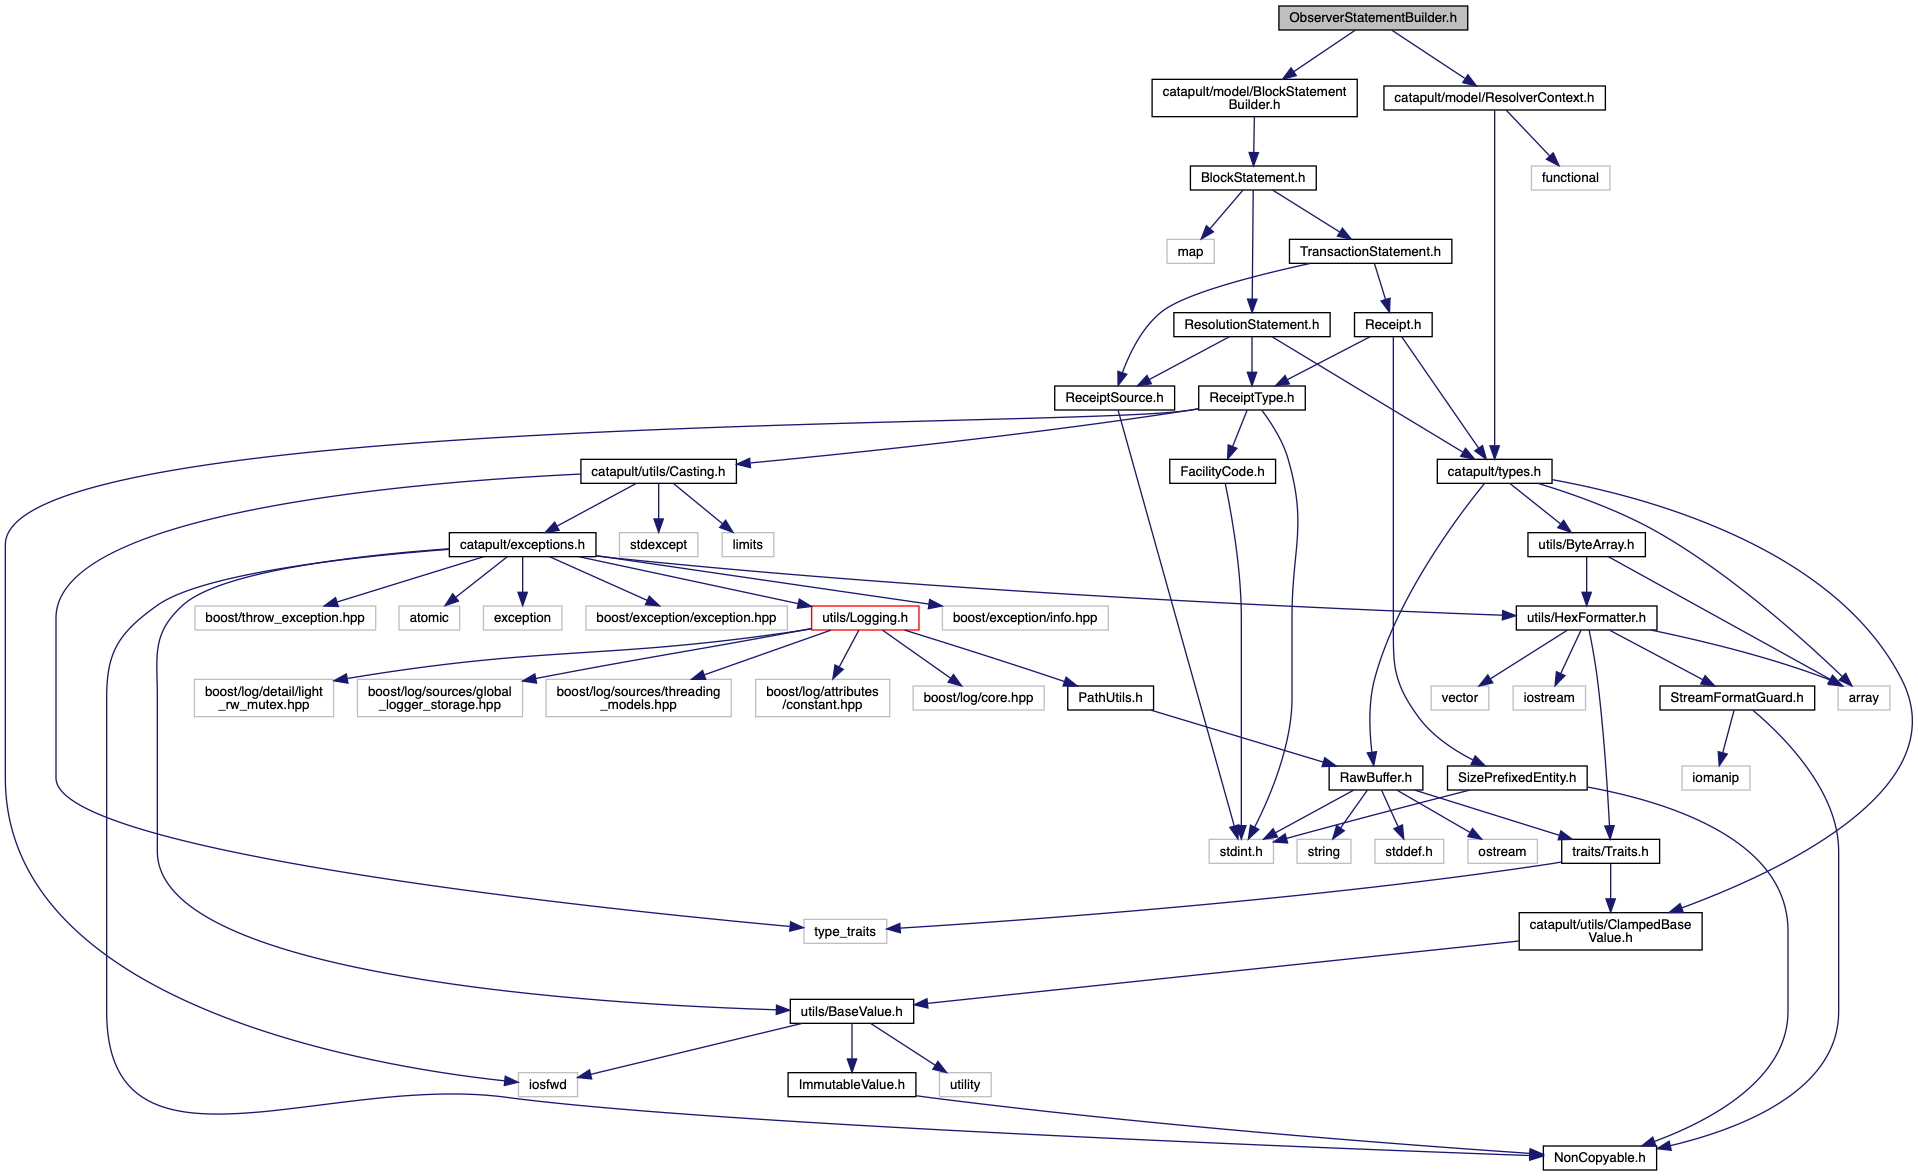 ObserverStatementBuilder.h
catapult/model/BlockStatement
Builder.h
catapult/model/ResolverContext.h
BlockStatement.h
functional
map
TransactionStatement.h
ResolutionStatement.h
Receipt.h
ReceiptSource.h
ReceiptType.h
catapult/utils/Casting.h
FacilityCode.h
catapult/types.h
catapult/exceptions.h
stdexcept
limits
utils/ByteArray.h
boost/throw_exception.hpp
atomic
exception
boost/exception/exception.hpp
utils/Logging.h
boost/exception/info.hpp
utils/HexFormatter.h
boost/log/detail/light
_rw_mutex.hpp
boost/log/sources/global
_logger_storage.hpp
boost/log/sources/threading
_models.hpp
boost/log/attributes
/constant.hpp
boost/log/core.hpp
PathUtils.h
vector
iostream
StreamFormatGuard.h
array
RawBuffer.h
SizePrefixedEntity.h
iomanip
stdint.h
string
stddef.h
ostream
traits/Traits.h
type_traits
catapult/utils/ClampedBase
Value.h
utils/BaseValue.h
iosfwd
ImmutableValue.h
utility
NonCopyable.h